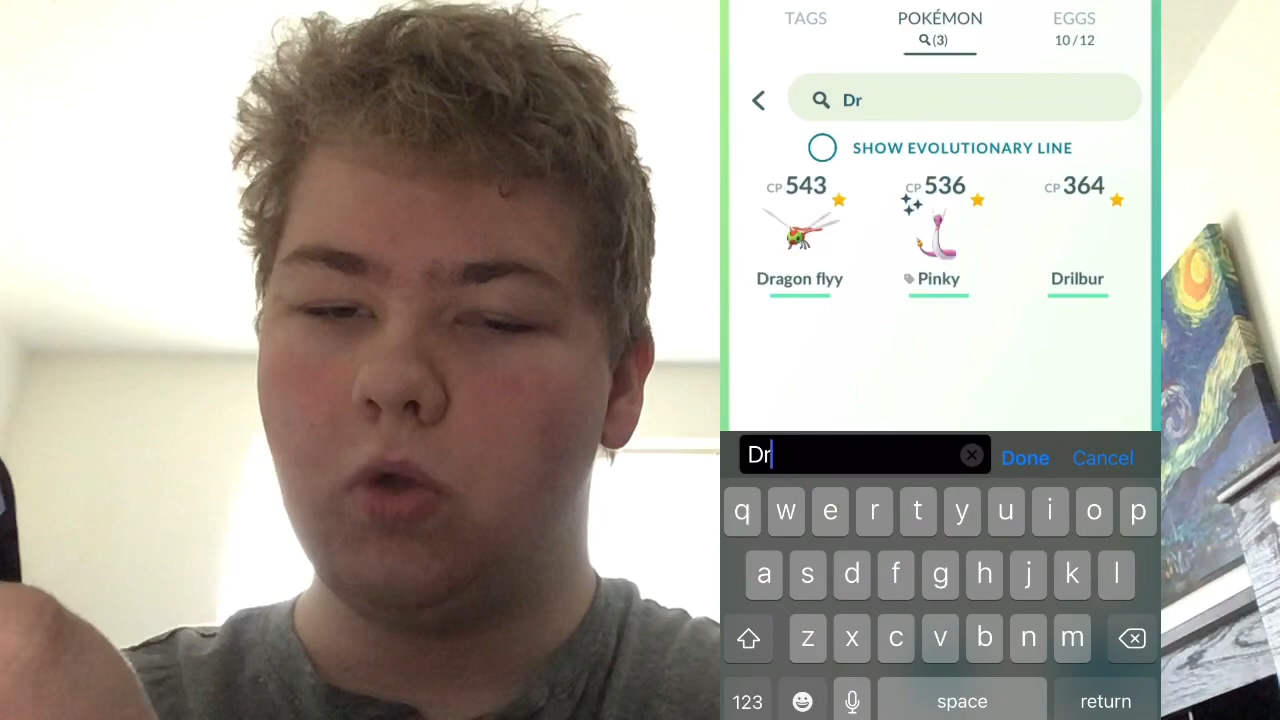 TAGS POKÉMON EGGS
(3) 10/12
Dr
SHOW EVOLUTIONARY LINE
CP 543 CP 536 CP 364
Dragon flyy Pinky Drilbur
Dr Done Cancel
q w e r t y u i o p
a s d f g h j k l
z x c v b n m
123 space return